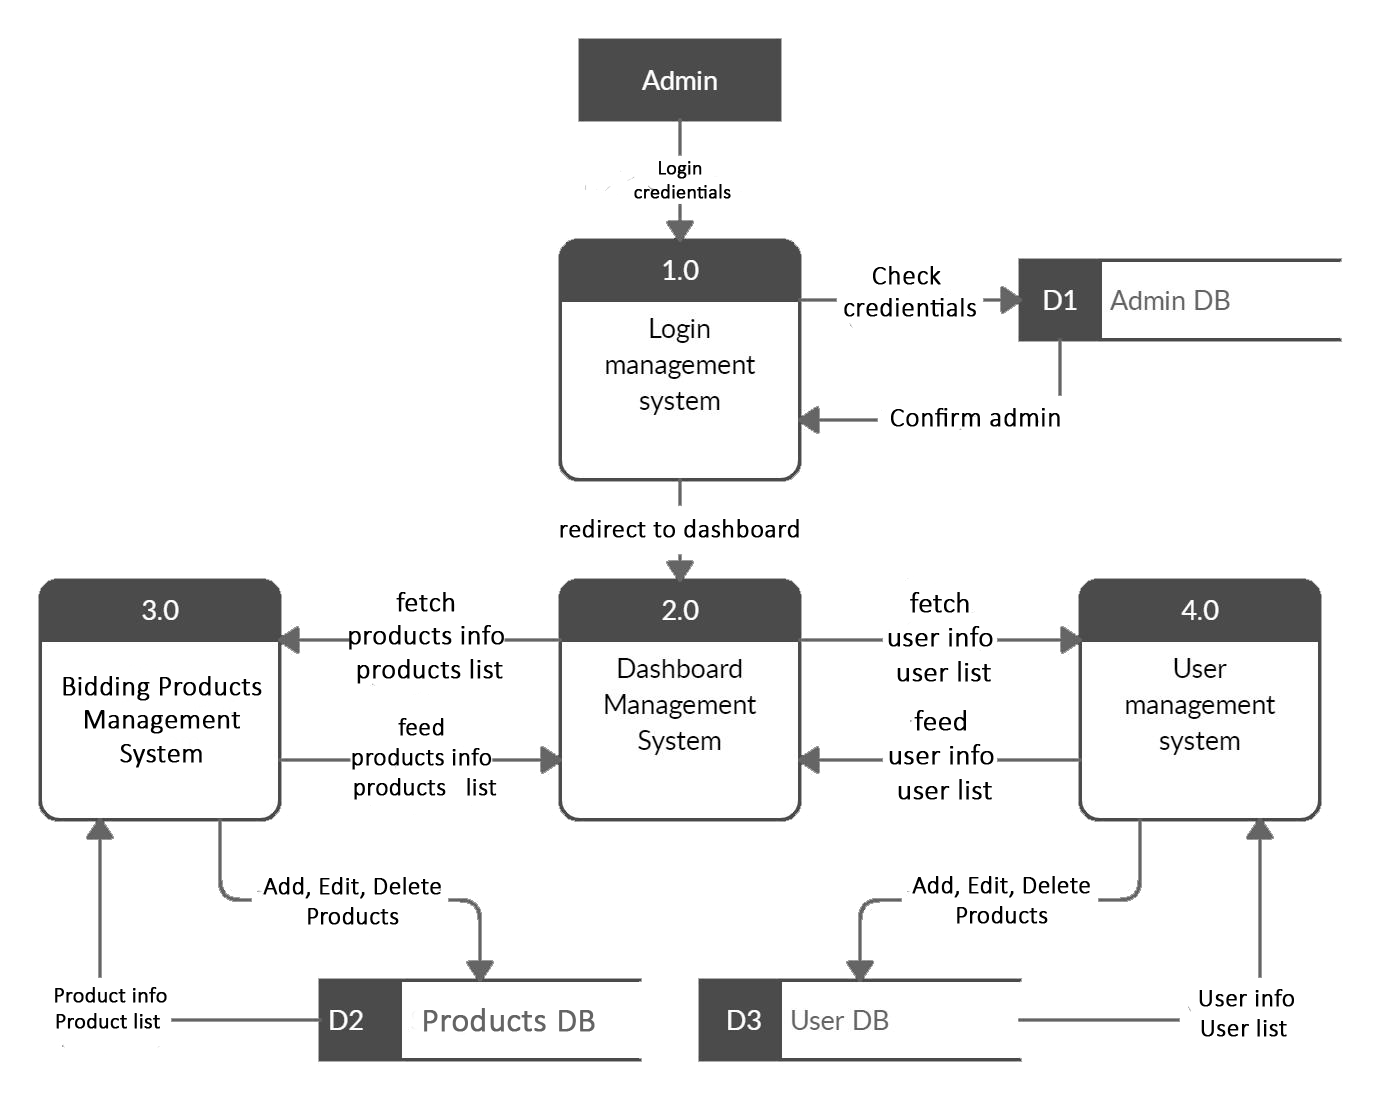 Admin
Login
credientials
1.0
Login
management
system
Check
credientials
D1
Admin DB
Confirm admin
redirect to dashboard
3.0
Bidding Products
Management
System
fetch
products info
products list
feed
products info
products list
2.0
Dashboard
Management
System
fetch
user info
user list
feed
user info
user list
4.0
User
management
system
Add, Edit, Delete
Products
Add, Edit, Delete
Products
Product info
Product list
D2
Products DB
D3
User DB
User info
User list